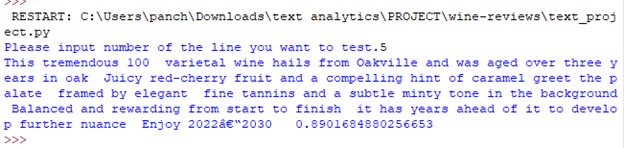 >>>
 RESTART: C:\Users\panch\Downloads\text analytics\PROJECT\wine-reviews\text_proj
ect.py
Please input number of the line you want to test.5
This tremendous 100  varietal wine hails from Oakville and was aged over three y
ears in oak  Juicy red-cherry fruit and a compelling hint of caramel greet the p
alate  framed by elegant  fine tannins and a subtle minty tone in the background
 Balanced and rewarding from start to finish  it has years ahead of it to develo
p further nuance  Enjoy 2022â€“2030   0.8901684880256653
>>>